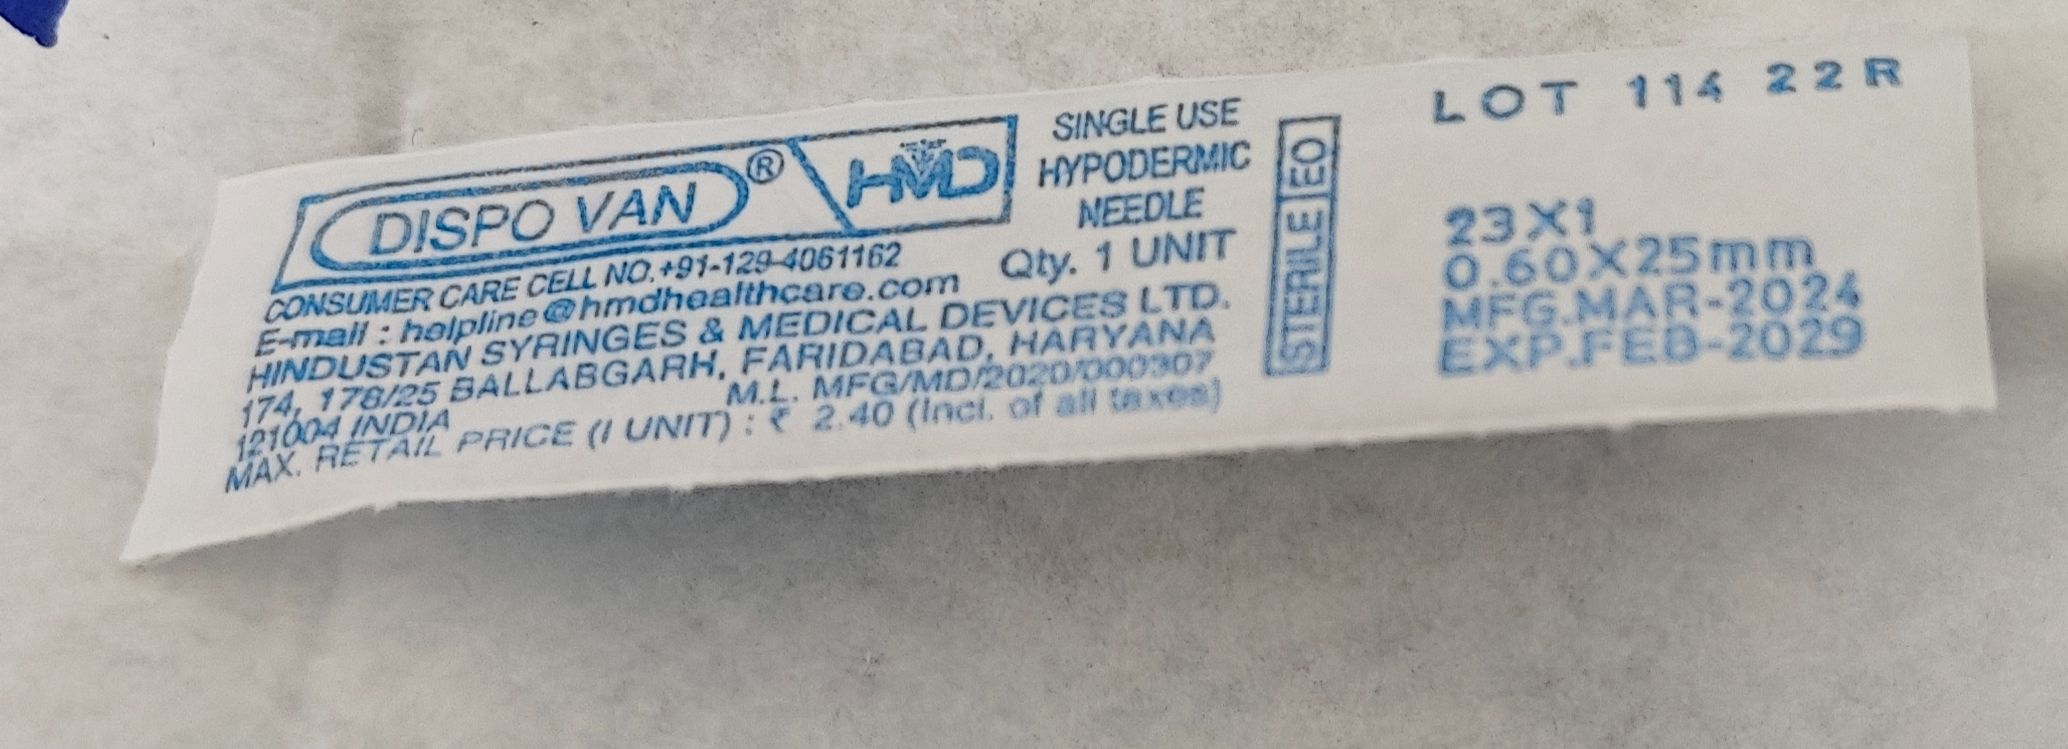 DISPO VAN® HMD
CONSUMER CARE CELL NO.+91-129-4061162
E-mail : helpline@hmdhealthcare.com
HINDUSTAN SYRINGES & MEDICAL DEVICES LTD.
174, 178/25 BALLABGARH, FARIDABAD, HARYANA
121004 INDIA M.L. MFG/MD/2020/000307
MAX. RETAIL PRICE (I UNIT) : ₹ 2.40 (Incl. of all taxes)
SINGLE USE
HYPODERMIC
NEEDLE
Qty. 1 UNIT
STERILE EO
LOT 114 22R
23X1
0.60X25mm
MFG.MAR-2024
EXP.FEB-2029